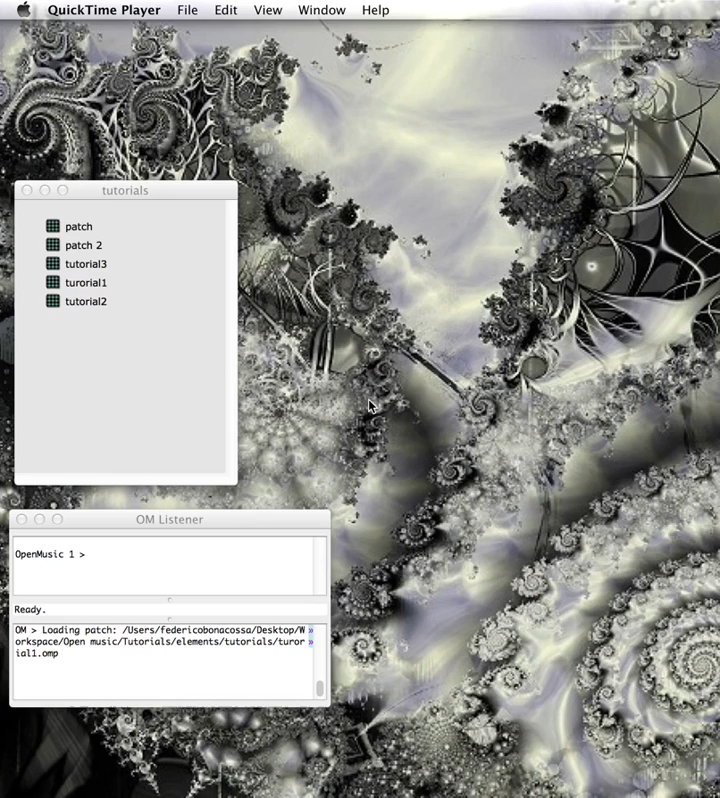 QuickTime Player File Edit View Window Help
tutorials
patch
patch 2
tutorial3
turorial1
tutorial2
OM Listener
OpenMusic 1 >
Ready.
OM > Loading patch: /Users/federicobonacossa/Desktop/W
orkspace/Open music/Tutorials/elements/tutorials/turor
ial1.omp